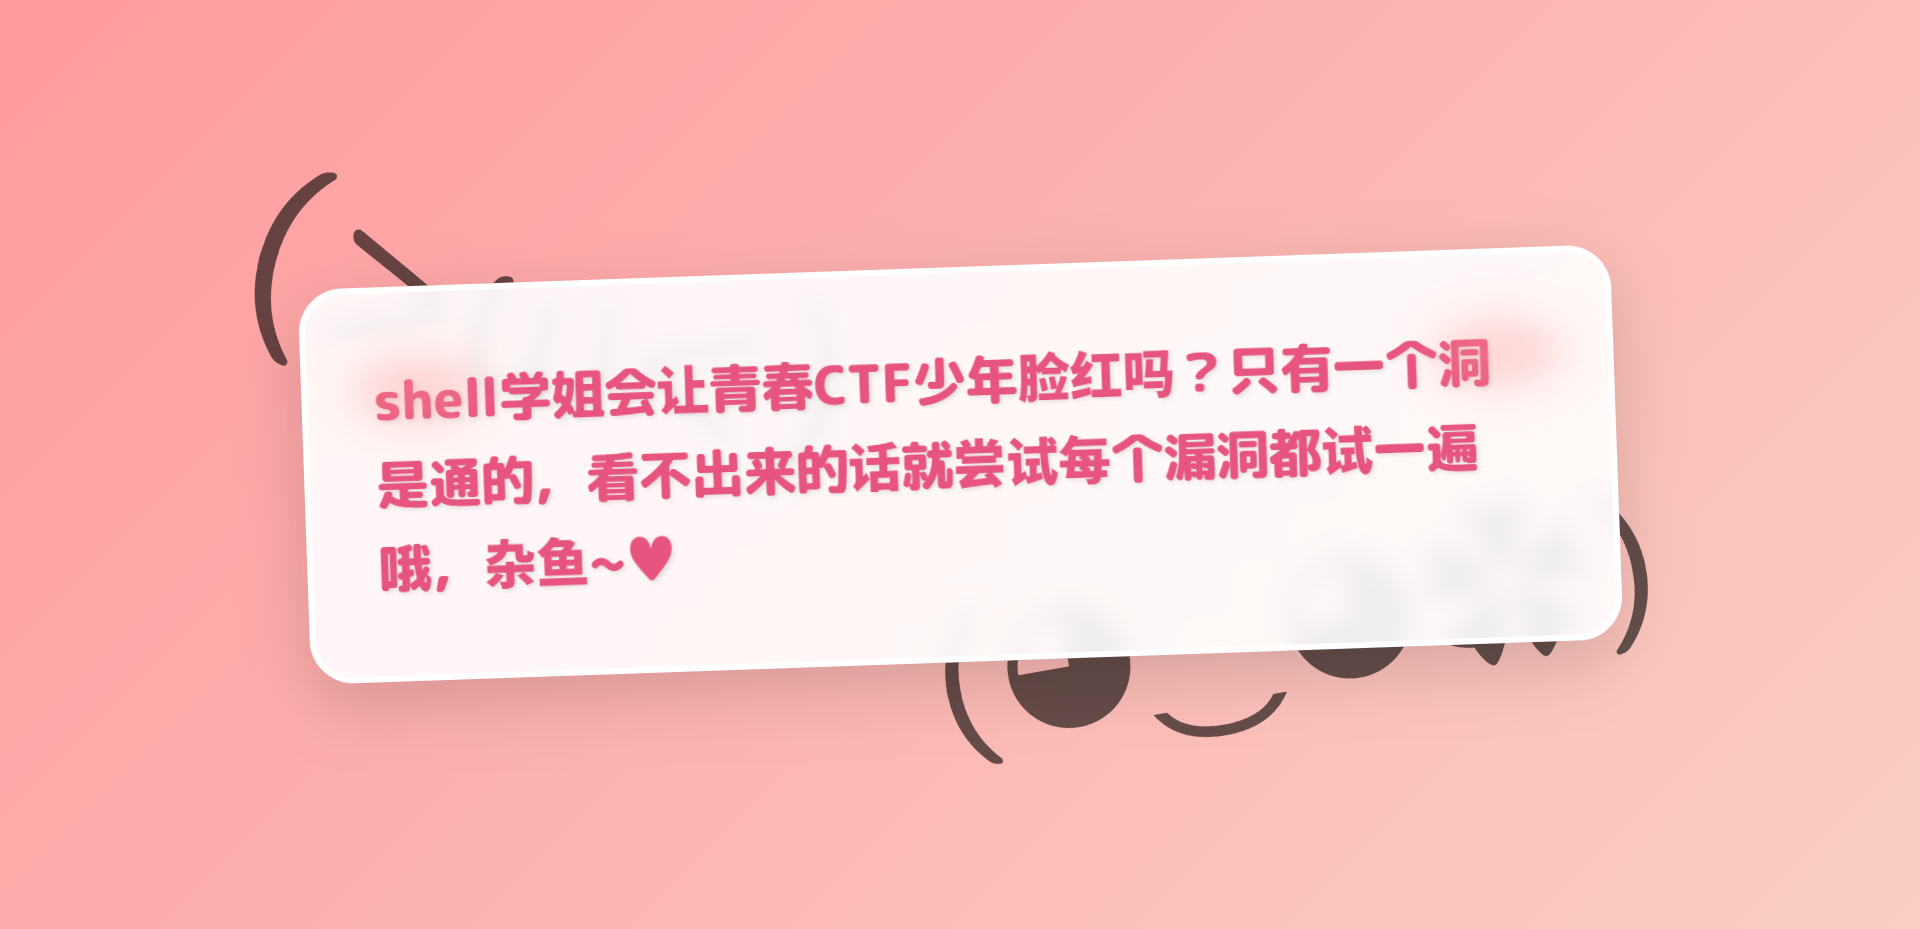 shell学姐会让青春CTF少年脸红吗？只有一个洞
是通的，看不出来的话就尝试每个漏洞都试一遍
哦，杂鱼~♥